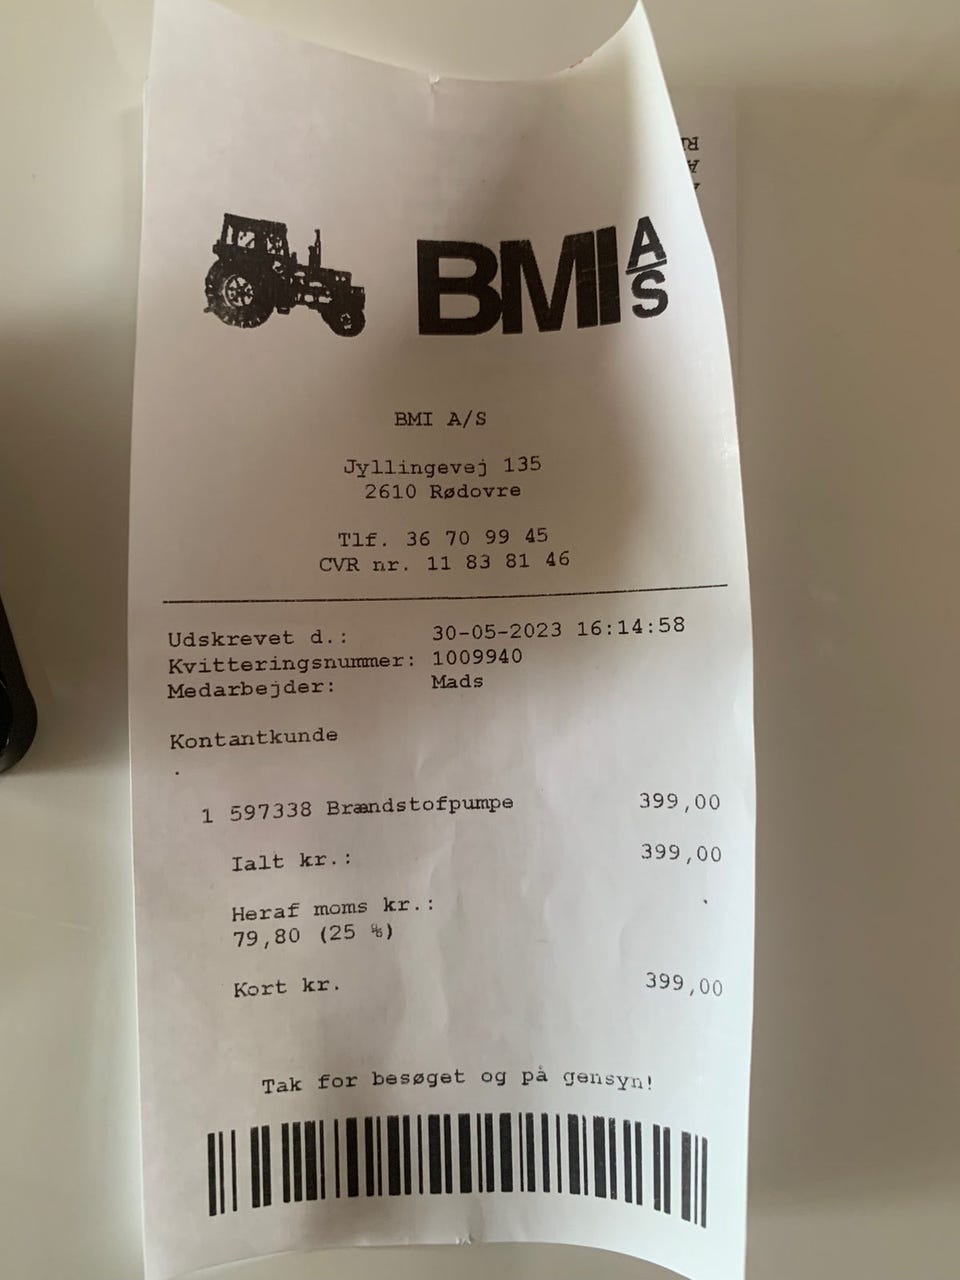 BMI A/S
BMI A/S
Jyllingevej 135
2610 Rødovre
Tlf. 36 70 99 45
CVR nr. 11 83 81 46
Udskrevet d.: 30-05-2023 16:14:58
Kvitteringsnummer: 1009940
Medarbejder: Mads
Kontantkunde
.
1 597338 Brændstofpumpe 399,00
Ialt kr.: 399,00
Heraf moms kr.:
79,80 (25 %)
Kort kr. 399,00
Tak for besøget og på gensyn!